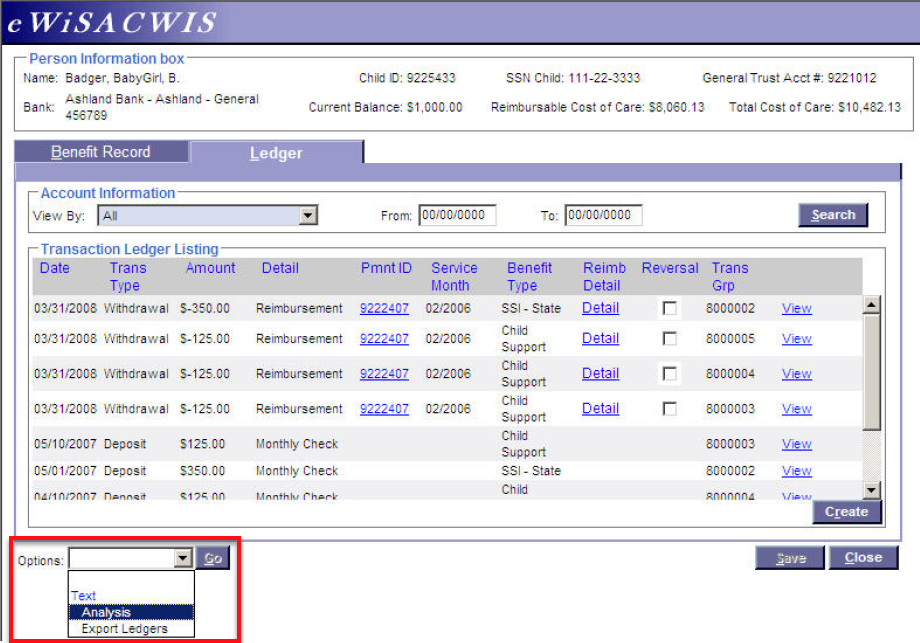 eWiSACWIS
Person Information box
Name: Badger, BabyGirl, B. Child ID: 9225433 SSN Child: 111-22-3333 General Trust Acct #: 9221012
Bank: Ashland Bank - Ashland - General 456789 Current Balance: $1,000.00 Reimbursable Cost of Care: $8,060.13 Total Cost of Care: $10,482.13
Benefit Record Ledger
Account Information
View By: All From: 00/00/0000 To: 00/00/0000 Search
Transaction Ledger Listing
Date Trans Type Amount Detail Pmnt ID Service Month Benefit Type Reimb Detail Reversal Trans Grp
03/31/2008 Withdrawal $-350.00 Reimbursement 9222407 02/2006 SSI - State Detail 8000002 View
03/31/2008 Withdrawal $-125.00 Reimbursement 9222407 02/2006 Child Support Detail 8000005 View
03/31/2008 Withdrawal $-125.00 Reimbursement 9222407 02/2006 Child Support Detail 8000004 View
03/31/2008 Withdrawal $-125.00 Reimbursement 9222407 02/2006 Child Support Detail 8000003 View
05/10/2007 Deposit $125.00 Monthly Check Child Support 8000003 View
05/01/2007 Deposit $350.00 Monthly Check SSI - State 8000002 View
04/10/2007 Deposit $125.00 Monthly Check Child 8000004 View
Create
Options: Go Save Close
Text
Analysis
Export Ledgers